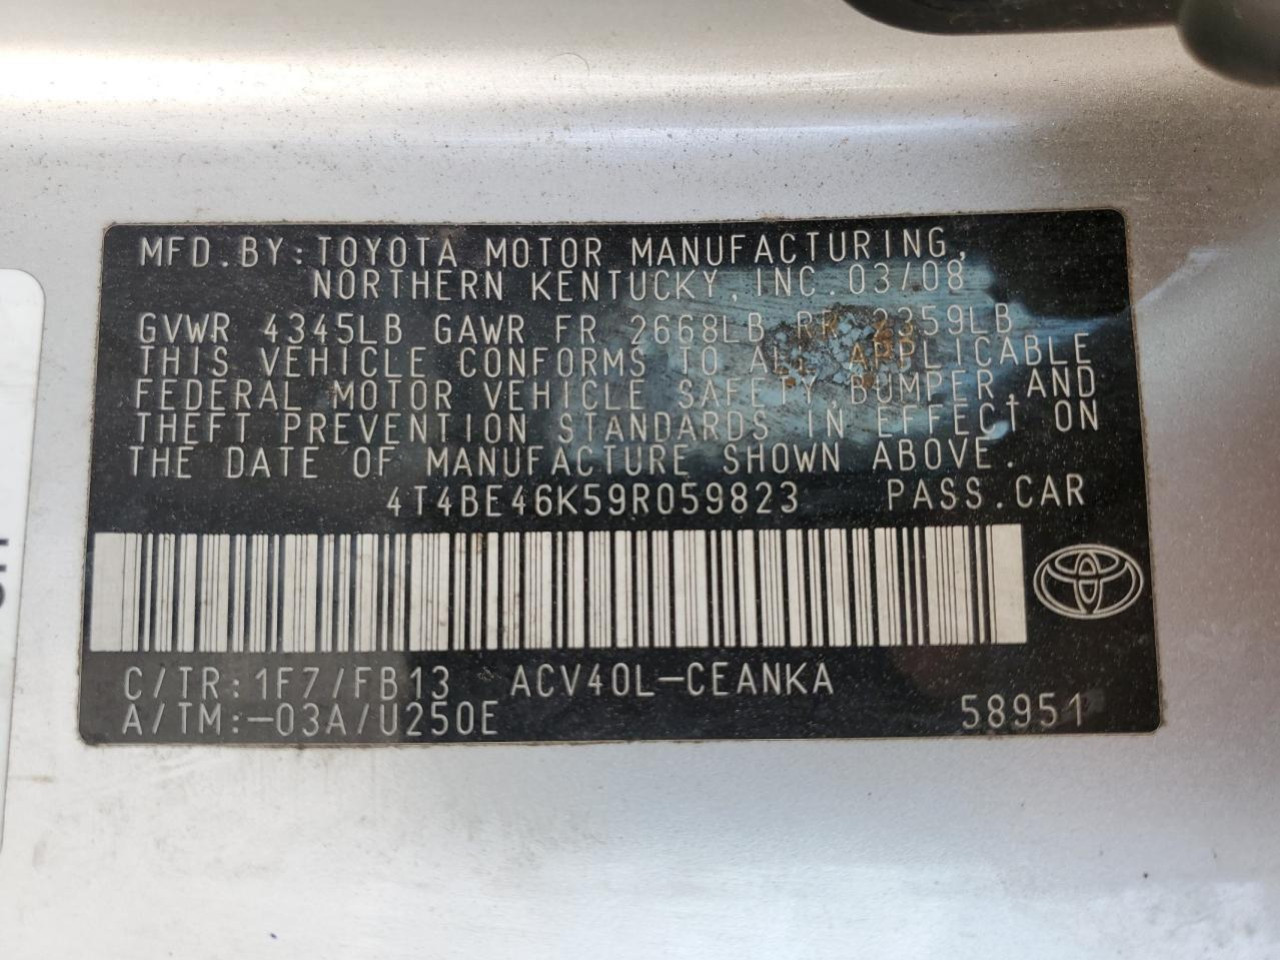 MFD.BY:TOYOTA MOTOR MANUFACTURING,
NORTHERN KENTUCKY, INC. 03/08
GVWR 4345LB GAWR FR 2668LB RR 2359LB
THIS VEHICLE CONFORMS TO ALL APPLICABLE
FEDERAL MOTOR VEHICLE SAFETY,BUMPER,AND
THEFT PREVENTION STANDARDS IN EFFECT ON
THE DATE OF MANUFACTURE SHOWN ABOVE.
4T4BE46K59R059823 PASS.CAR
C/TR:1F7/FB13 ACV40L-CEANKA
A/TM:-03A/U250E 58951